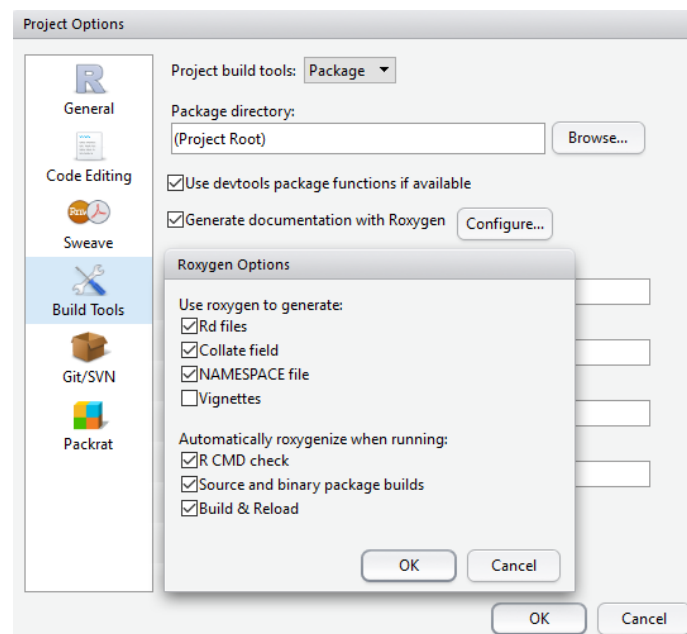 Project Options
General
Code Editing
Sweave
Build Tools
Git/SVN
Packrat
Project build tools: Package
Package directory:
(Project Root)
Browse...
Use devtools package functions if available
Generate documentation with Roxygen
Configure...
Roxygen Options
Use roxygen to generate:
Rd files
Collate field
NAMESPACE file
Vignettes
Automatically roxygenize when running:
R CMD check
Source and binary package builds
Build & Reload
OK
Cancel
OK
Cancel